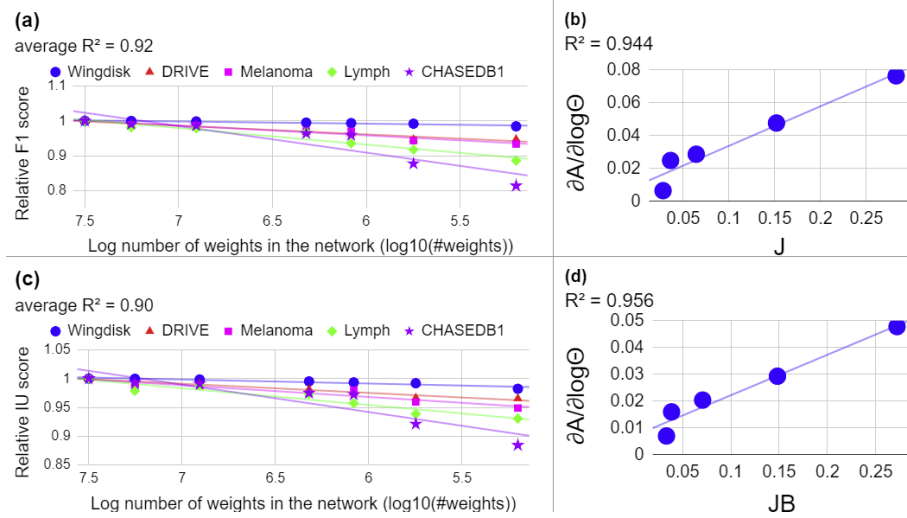 (a)
average R² = 0.92
Wingdisk DRIVE Melanoma Lymph CHASEDB1
1.1
1
0.9
0.8
Relative F1 score
7.5 7 6.5 6 5.5
Log number of weights in the network (log10(#weights))
(b)
R² = 0.944
0.08
0.06
0.04
0.02
0
∂A/∂logΘ
0.05 0.1 0.15 0.2 0.25
J
(c)
average R² = 0.90
Wingdisk DRIVE Melanoma Lymph CHASEDB1
1.05
1
0.95
0.9
0.85
Relative IU score
7.5 7 6.5 6 5.5
Log number of weights in the network (log10(#weights))
(d)
R² = 0.956
0.05
0.04
0.03
0.02
0.01
0
∂A/∂logΘ
0.05 0.1 0.15 0.2 0.25
JB